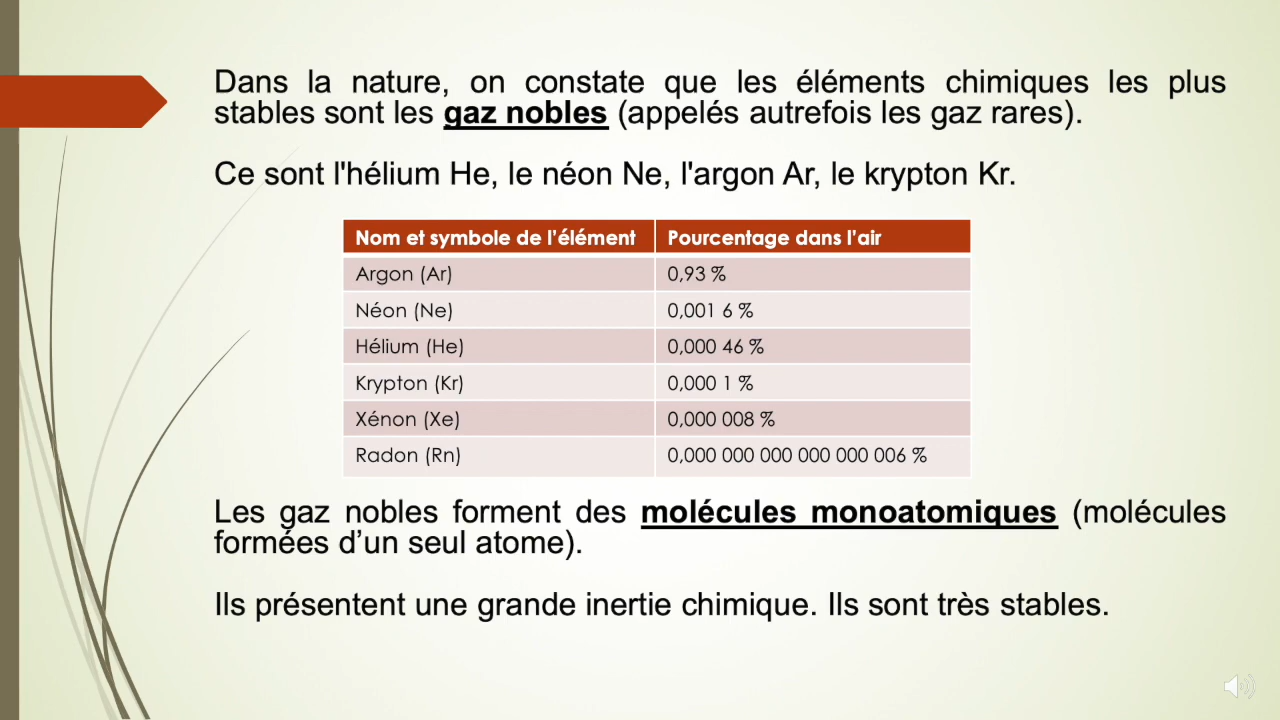 Dans la nature, on constate que les éléments chimiques les plus
stables sont les gaz nobles (appelés autrefois les gaz rares).
Ce sont l'hélium He, le néon Ne, l'argon Ar, le krypton Kr.
Nom et symbole de l'élément Pourcentage dans l'air
Argon (Ar) 0,93 %
Néon (Ne) 0,001 6 %
Hélium (He) 0,000 46 %
Krypton (Kr) 0,000 1 %
Xénon (Xe) 0,000 008 %
Radon (Rn) 0,000 000 000 000 000 006 %
Les gaz nobles forment des molécules monoatomiques (molécules
formées d’un seul atome).
Ils présentent une grande inertie chimique. Ils sont très stables.